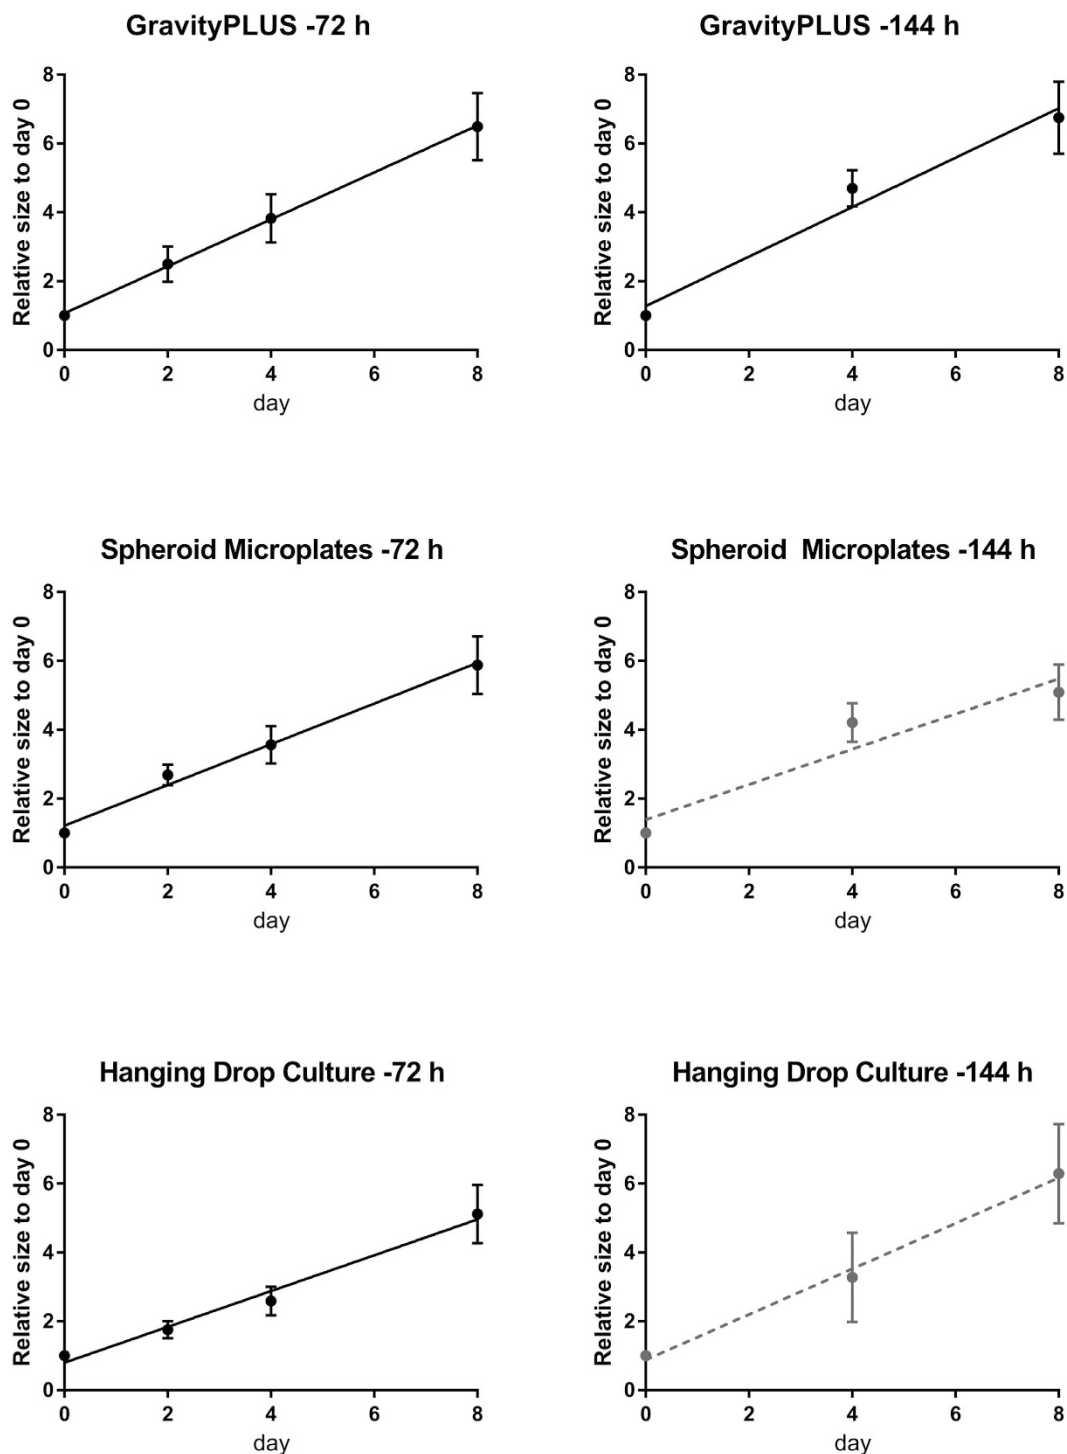 GravityPLUS -72 h
Relative size to day 0
8
6
4
2
0
0 2 4 6 8
day
GravityPLUS -144 h
Relative size to day 0
8
6
4
2
0
0 2 4 6 8
day
Spheroid Microplates -72 h
Relative size to day 0
8
6
4
2
0
0 2 4 6 8
day
Spheroid Microplates -144 h
Relative size to day 0
8
6
4
2
0
0 2 4 6 8
day
Hanging Drop Culture -72 h
Relative size to day 0
8
6
4
2
0
0 2 4 6 8
day
Hanging Drop Culture -144 h
Relative size to day 0
8
6
4
2
0
0 2 4 6 8
day